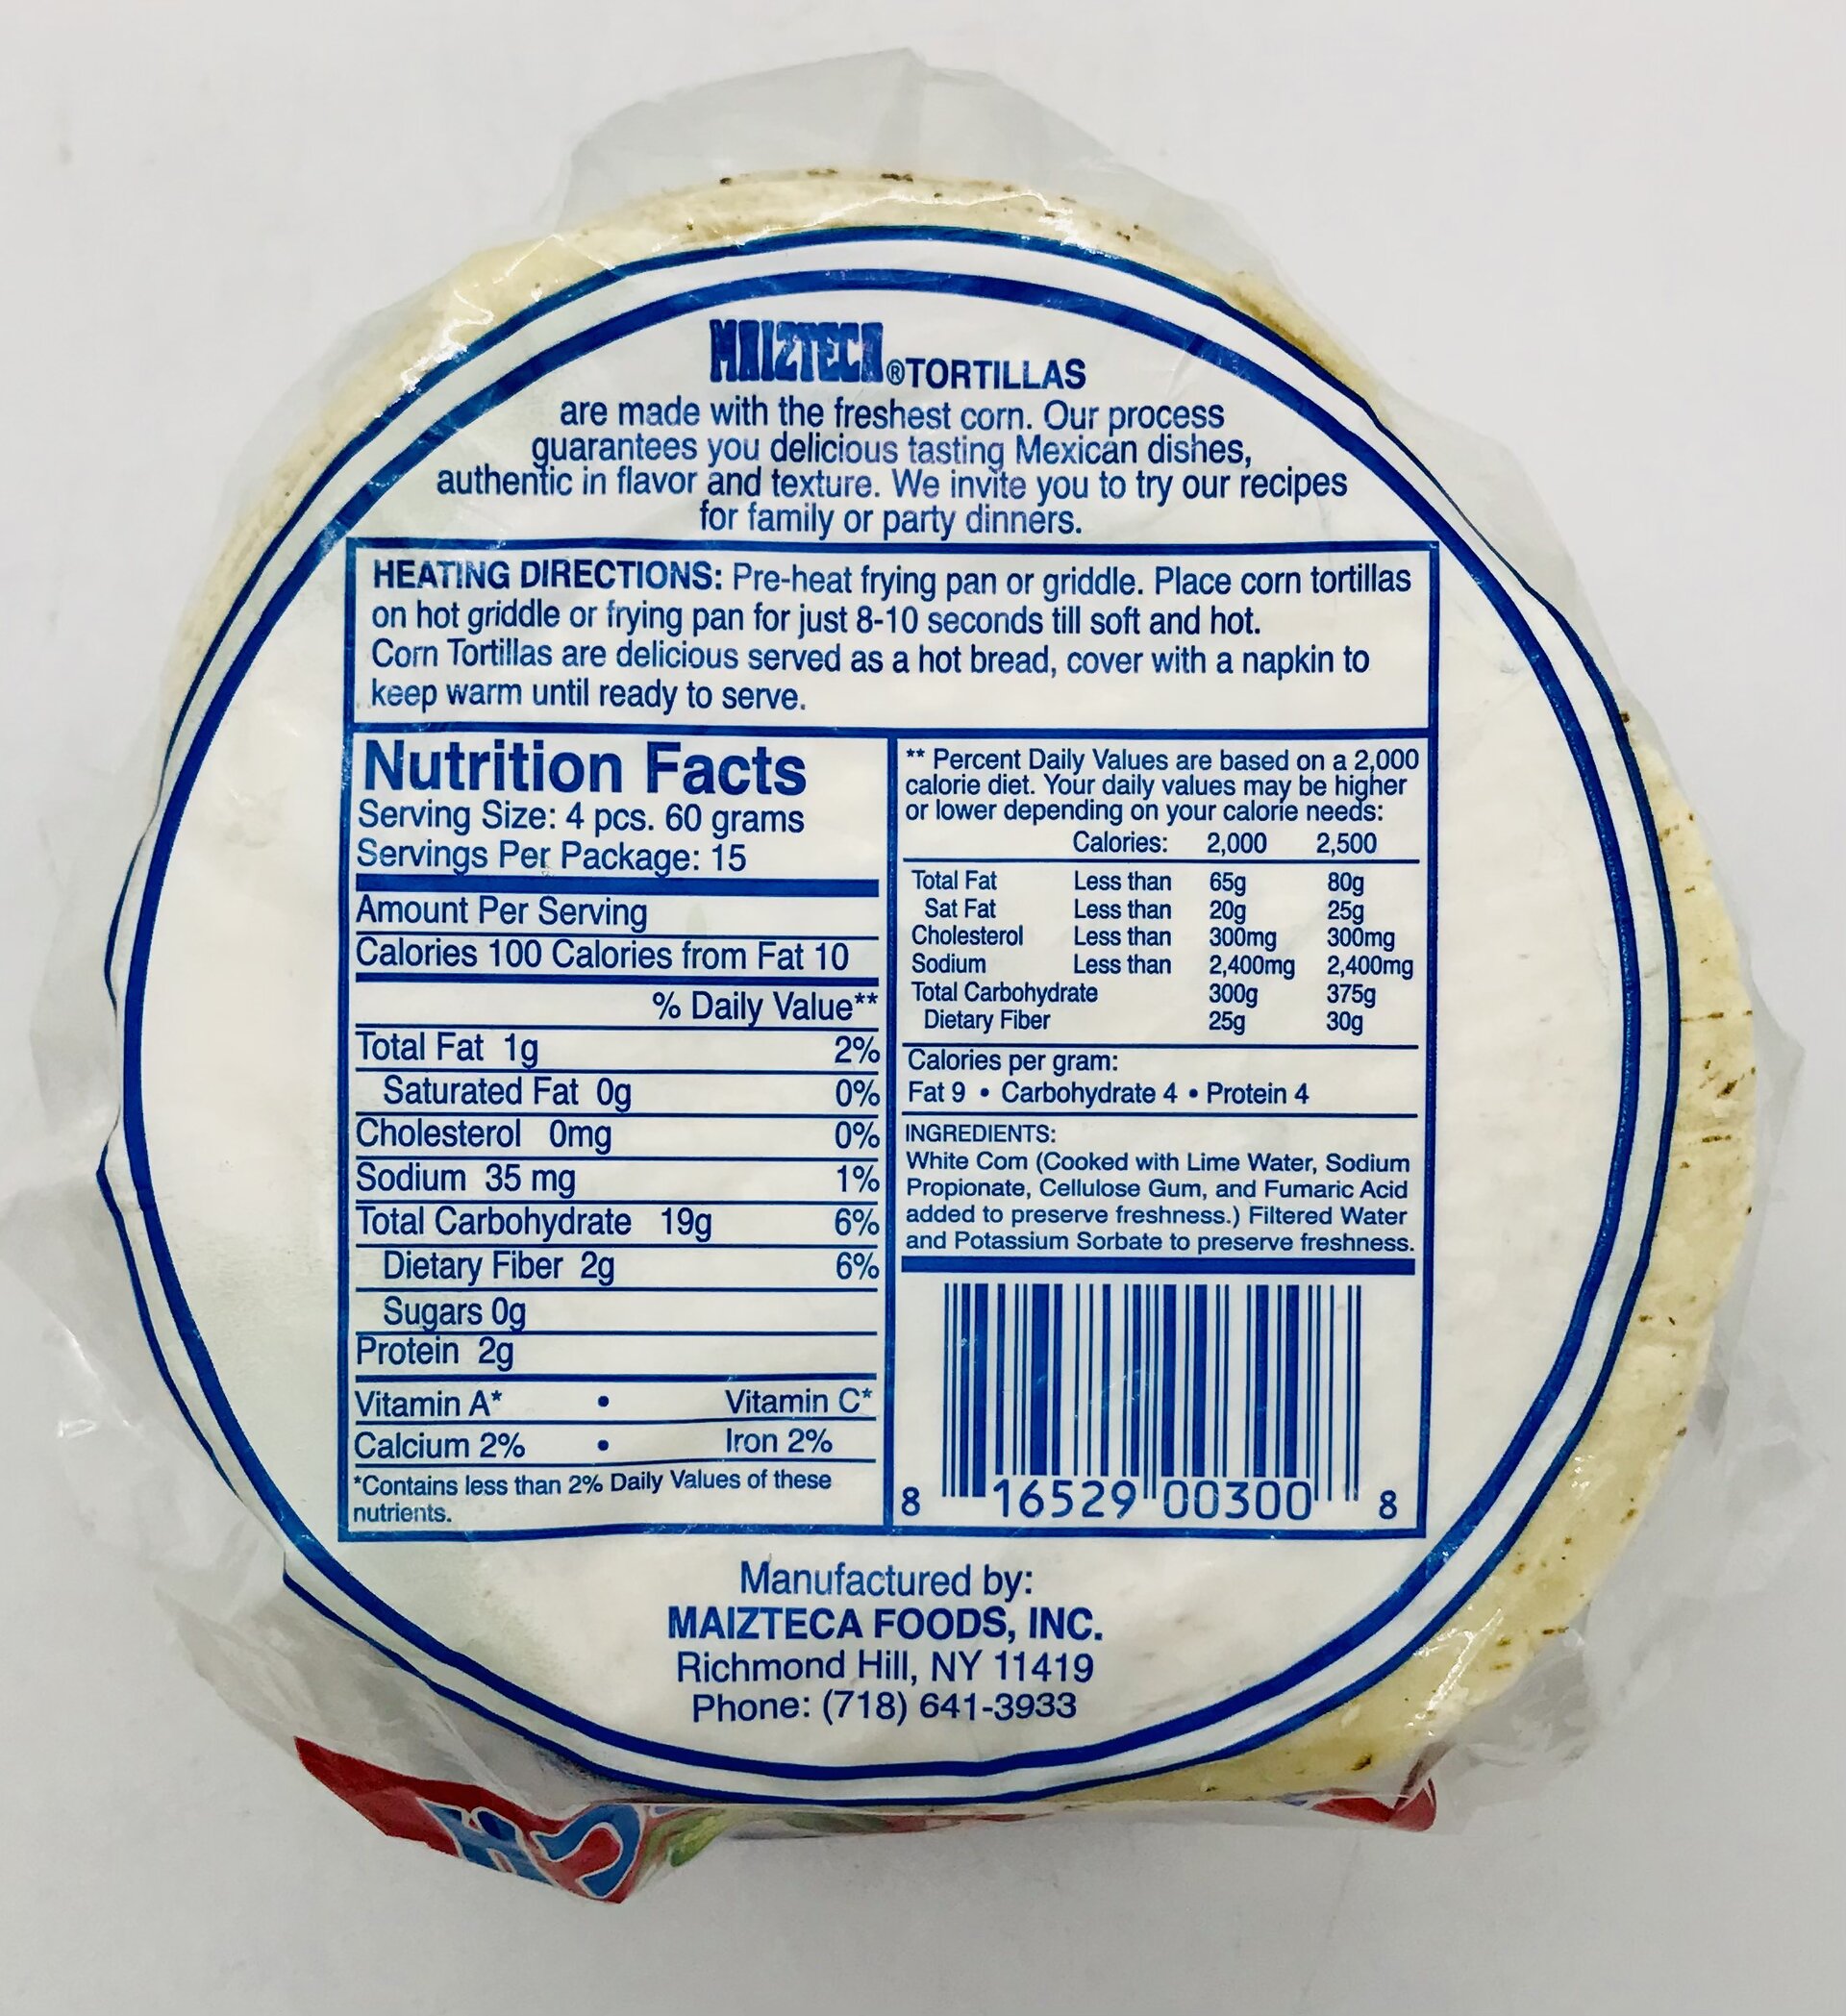 MAIZTECA®TORTILLAS
are made with the freshest corn. Our process
guarantees you delicious tasting Mexican dishes,
authentic in flavor and texture. We invite you to try our recipes
for family or party dinners.
HEATING DIRECTIONS: Pre-heat frying pan or griddle. Place corn tortillas
on hot griddle or frying pan for just 8-10 seconds till soft and hot.
Corn Tortillas are delicious served as a hot bread, cover with a napkin to
keep warm until ready to serve.
Nutrition Facts
Serving Size: 4 pcs. 60 grams
Servings Per Package: 15
Amount Per Serving
Calories 100 Calories from Fat 10
% Daily Value**
Total Fat 1g 2%
Saturated Fat 0g 0%
Cholesterol 0mg 0%
Sodium 35 mg 1%
Total Carbohydrate 19g 6%
Dietary Fiber 2g 6%
Sugars 0g
Protein 2g
Vitamin A* • Vitamin C*
Calcium 2% • Iron 2%
*Contains less than 2% Daily Values of these
nutrients.
** Percent Daily Values are based on a 2,000
calorie diet. Your daily values may be higher
or lower depending on your calorie needs:
Calories: 2,000 2,500
Total Fat Less than 65g 80g
Sat Fat Less than 20g 25g
Cholesterol Less than 300mg 300mg
Sodium Less than 2,400mg 2,400mg
Total Carbohydrate 300g 375g
Dietary Fiber 25g 30g
Calories per gram:
Fat 9 • Carbohydrate 4 • Protein 4
INGREDIENTS:
White Corn (Cooked with Lime Water, Sodium
Propionate, Cellulose Gum, and Fumaric Acid
added to preserve freshness.) Filtered Water
and Potassium Sorbate to preserve freshness.
8 16529 00300 8
Manufactured by:
MAIZTECA FOODS, INC.
Richmond Hill, NY 11419
Phone: (718) 641-3933